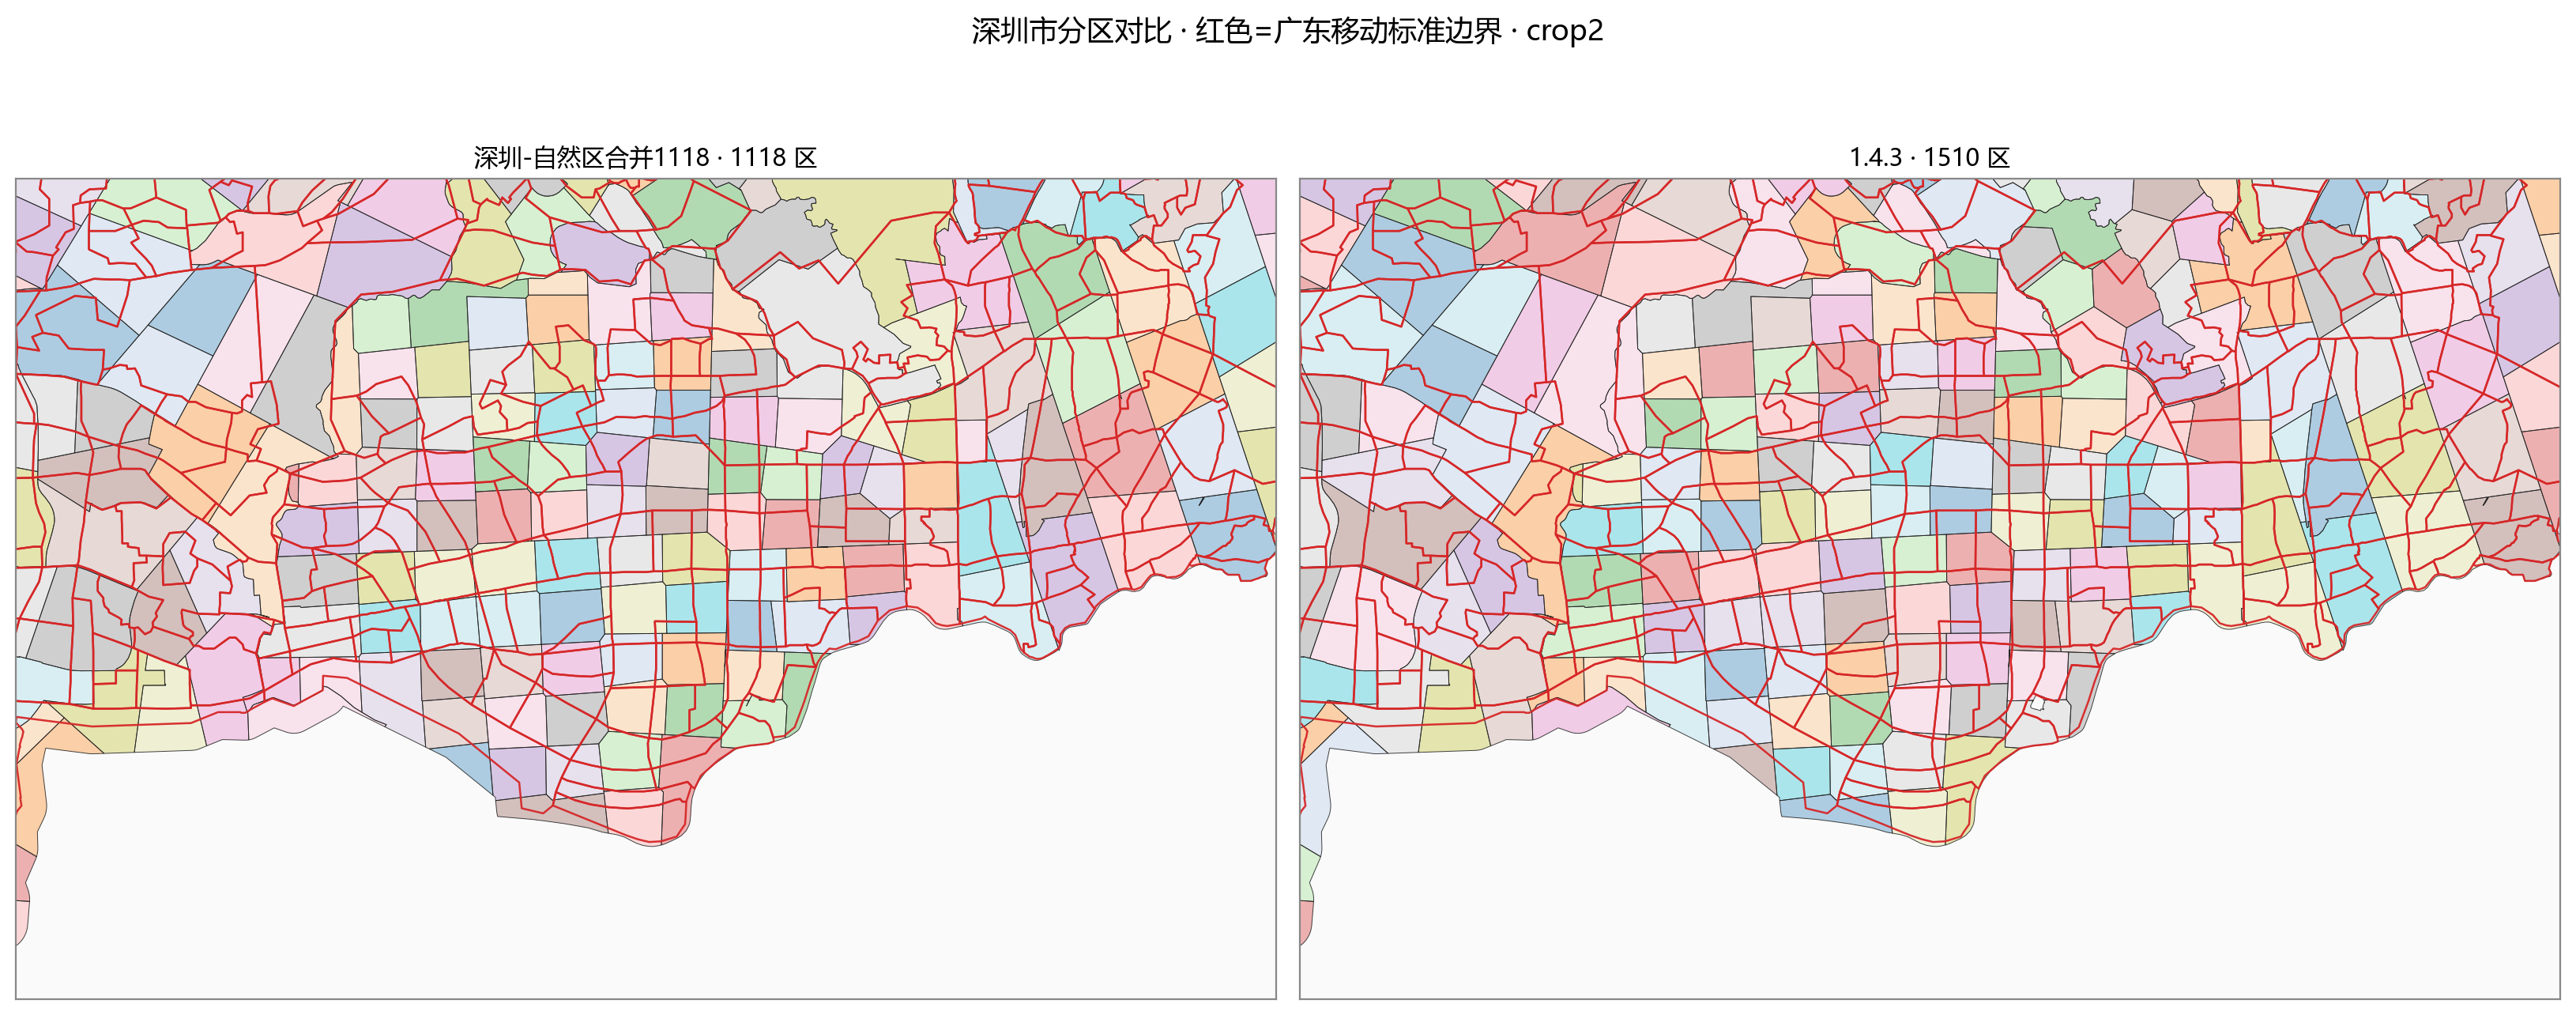 深圳市分区对比 · 红色=广东移动标准边界 · crop2
深圳-自然区合并1118 · 1118 区
1.4.3 · 1510 区